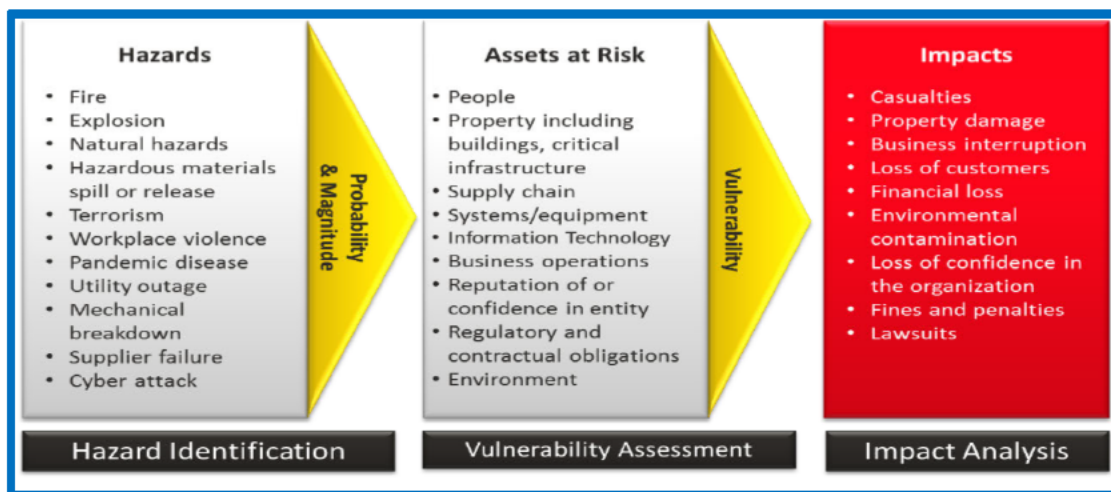 Hazards
• Fire
• Explosion
• Natural hazards
• Hazardous materials
spill or release
• Terrorism
• Workplace violence
• Pandemic disease
• Utility outage
• Mechanical
breakdown
• Supplier failure
• Cyber attack
Probability
& Magnitude
Assets at Risk
• People
• Property including
buildings, critical
infrastructure
• Supply chain
• Systems/equipment
• Information Technology
• Business operations
• Reputation of or
confidence in entity
• Regulatory and
contractual obligations
• Environment
Vulnerability
Impacts
• Casualties
• Property damage
• Business interruption
• Loss of customers
• Financial loss
• Environmental
contamination
• Loss of confidence in
the organization
• Fines and penalties
• Lawsuits
Hazard Identification
Vulnerability Assessment
Impact Analysis